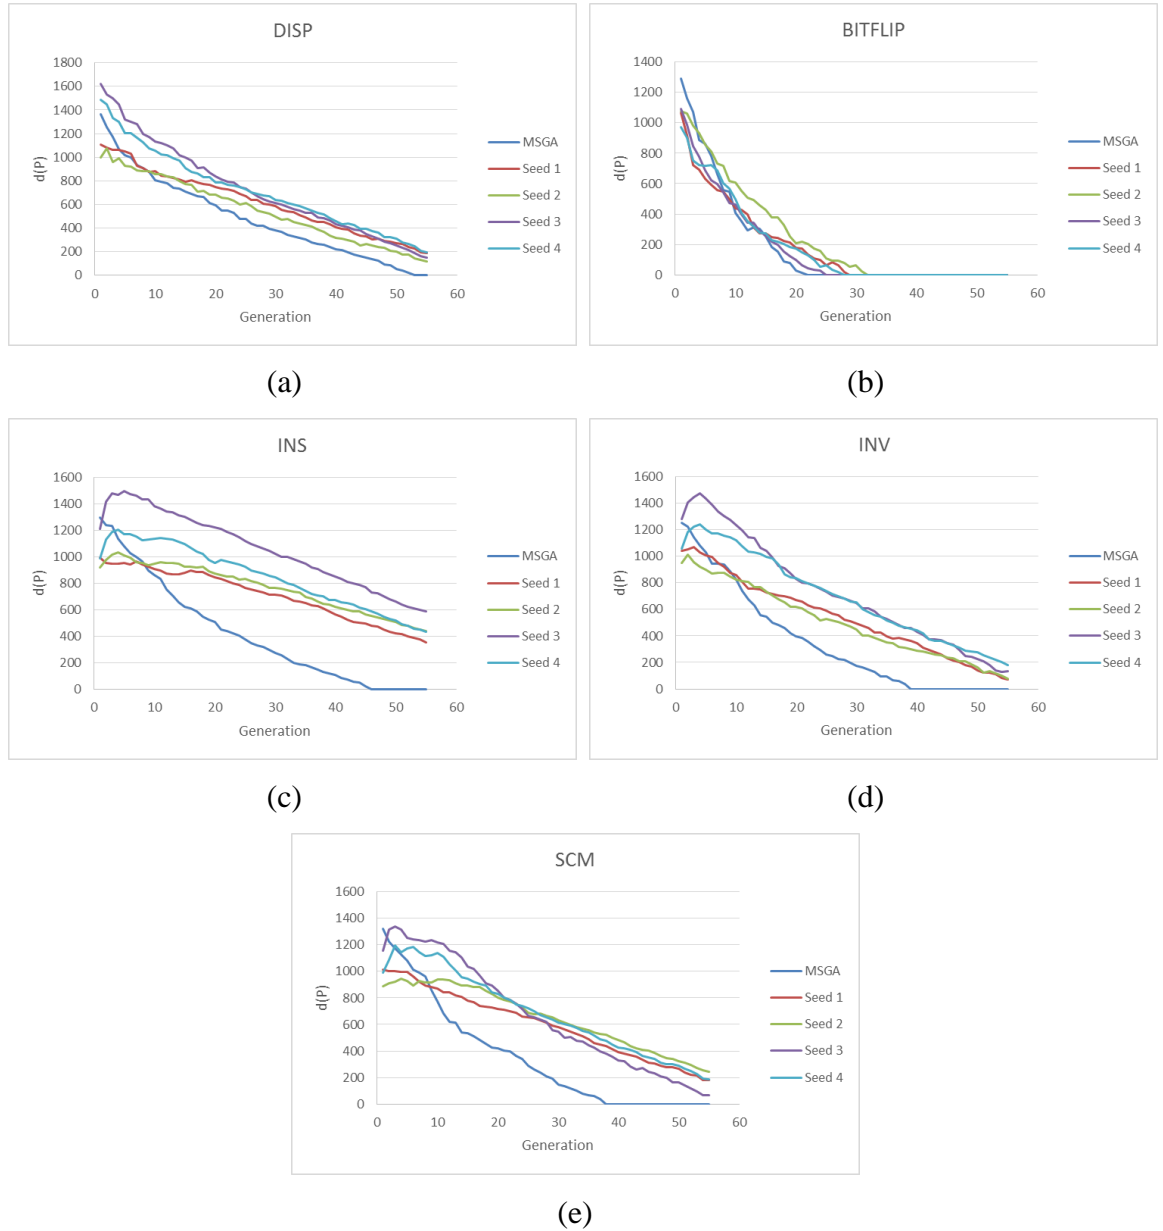 DISP
1800
1600
1400
1200
1000
800
600
400
200
0
d(P)
0 10 20 30 40 50 60
Generation
MSGA
Seed 1
Seed 2
Seed 3
Seed 4
(a)
BITFLIP
1400
1200
1000
800
600
400
200
0
d(P)
0 10 20 30 40 50 60
Generation
MSGA
Seed 1
Seed 2
Seed 3
Seed 4
(b)
INS
1600
1400
1200
1000
800
600
400
200
0
d(P)
0 10 20 30 40 50 60
Generation
MSGA
Seed 1
Seed 2
Seed 3
Seed 4
(c)
INV
1600
1400
1200
1000
800
600
400
200
0
d(P)
0 10 20 30 40 50 60
Generation
MSGA
Seed 1
Seed 2
Seed 3
Seed 4
(d)
SCM
1600
1400
1200
1000
800
600
400
200
0
d(P)
0 10 20 30 40 50 60
Generation
MSGA
Seed 1
Seed 2
Seed 3
Seed 4
(e)